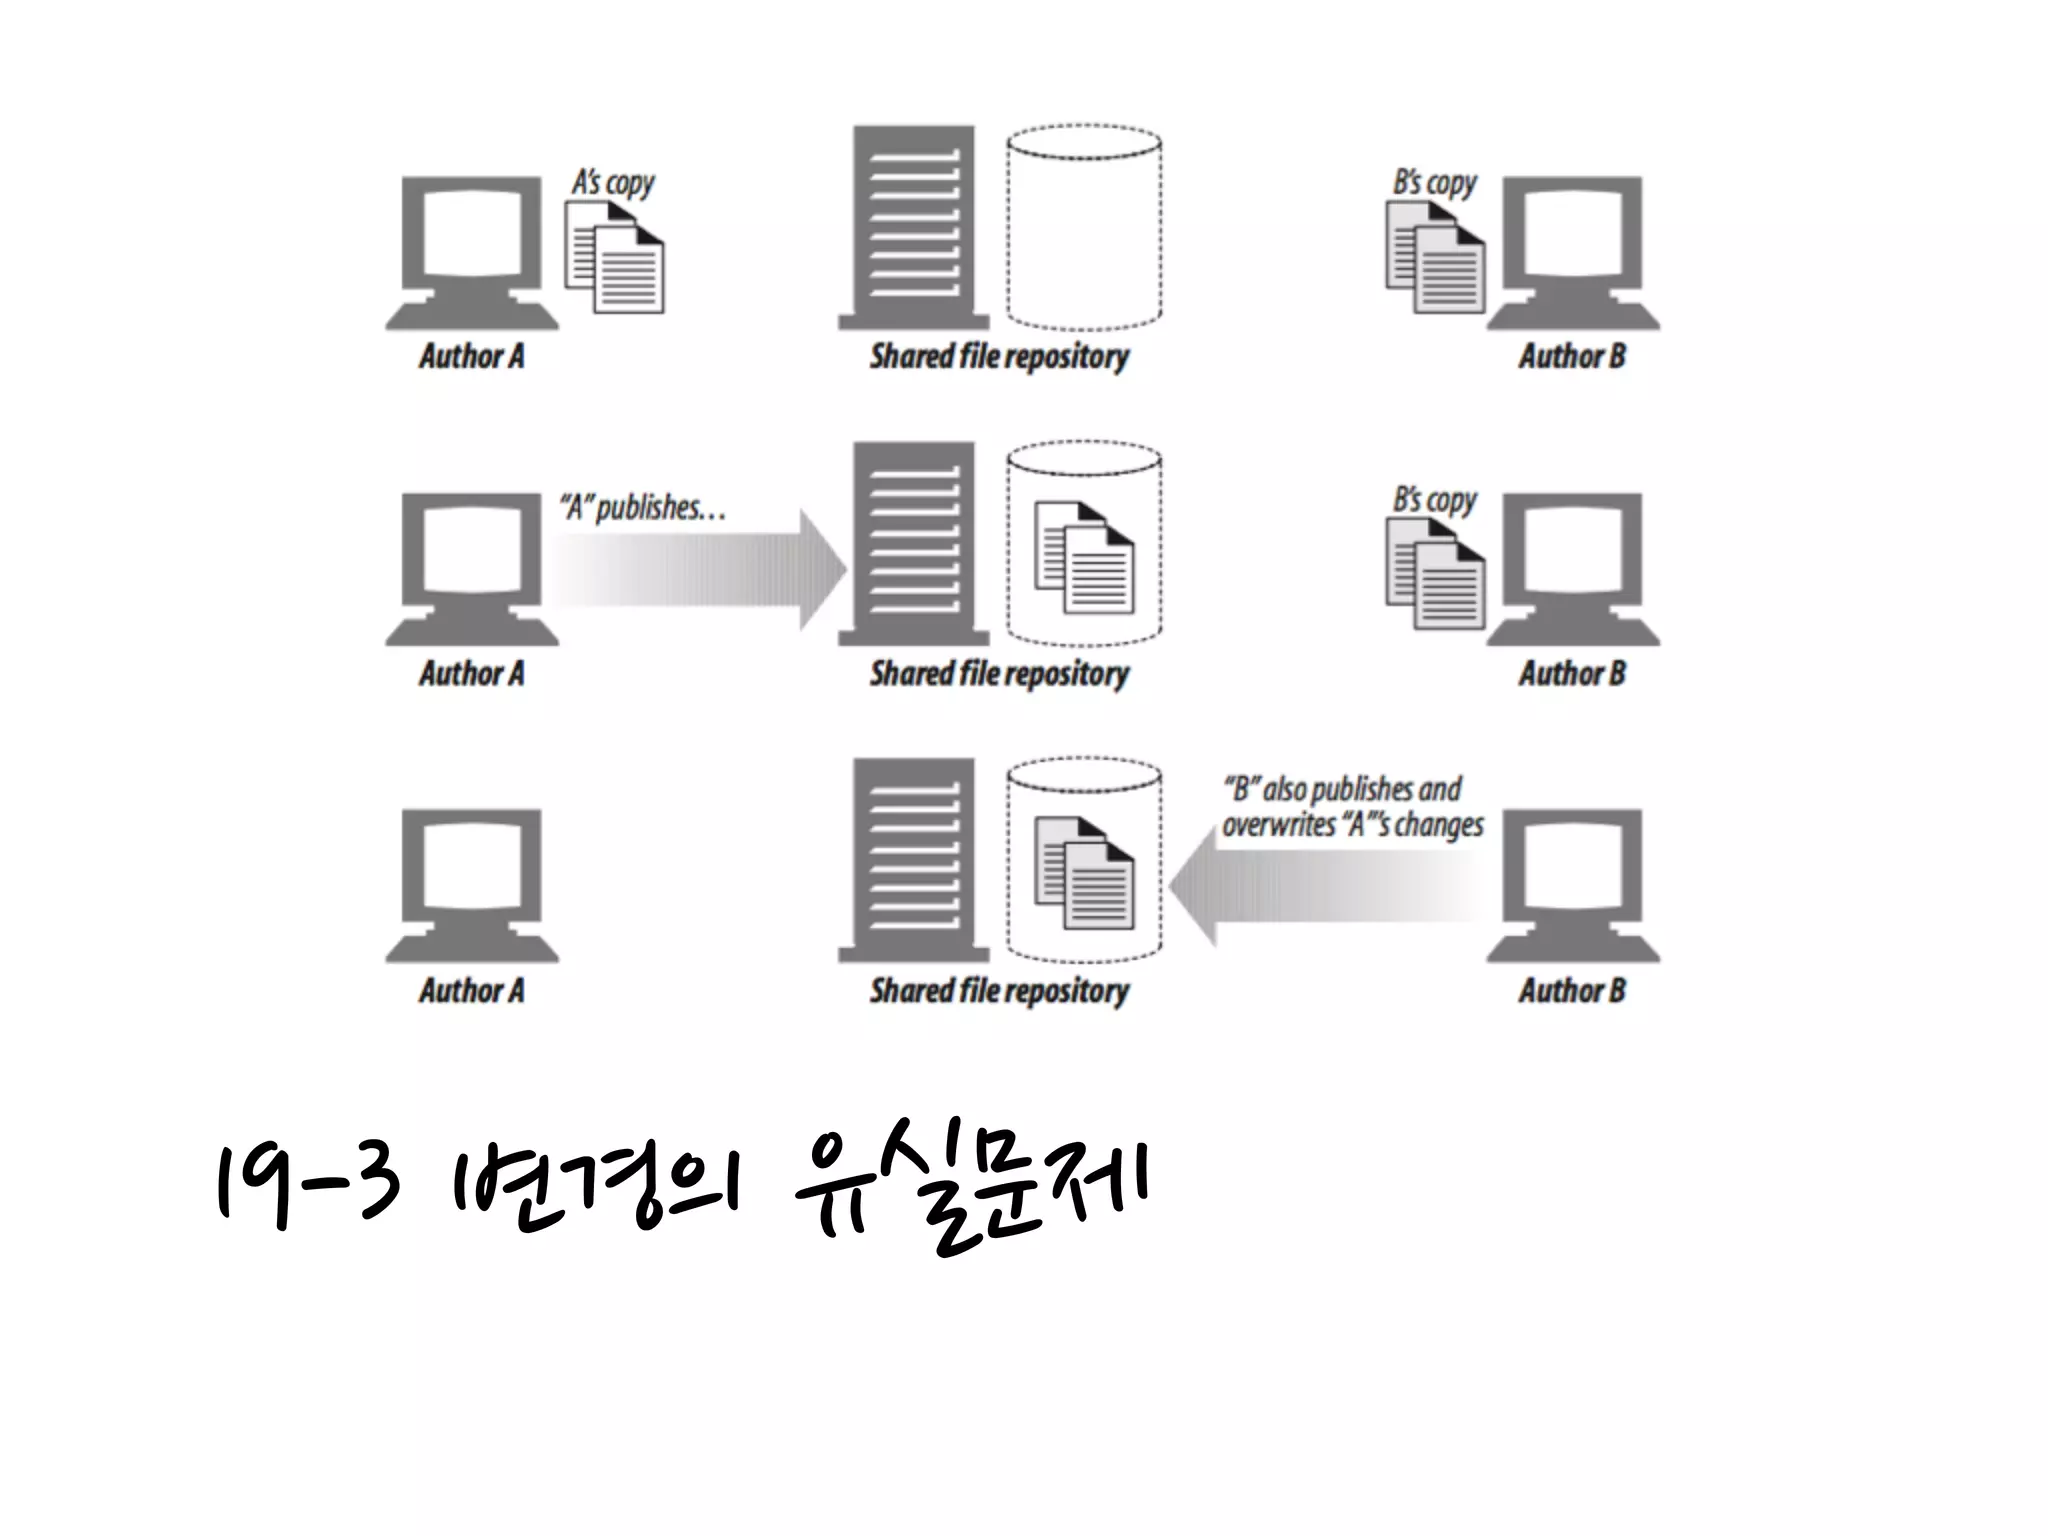 A's copy
B's copy
Author A
Shared file repository
Author B
“A” publishes...
B's copy
Author A
Shared file repository
Author B
“B” also publishes and
overwrites “A”'s changes
Author A
Shared file repository
Author B
19-3 변경의 유실문제